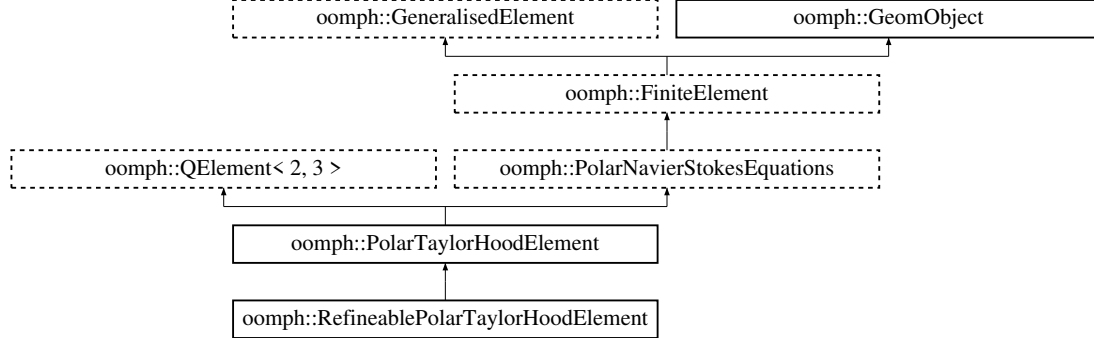 oomph::GeneralisedElement
oomph::GeomObject
oomph::FiniteElement
oomph::QElement< 2, 3 >
oomph::PolarNavierStokesEquations
oomph::PolarTaylorHoodElement
oomph::RefineablePolarTaylorHoodElement